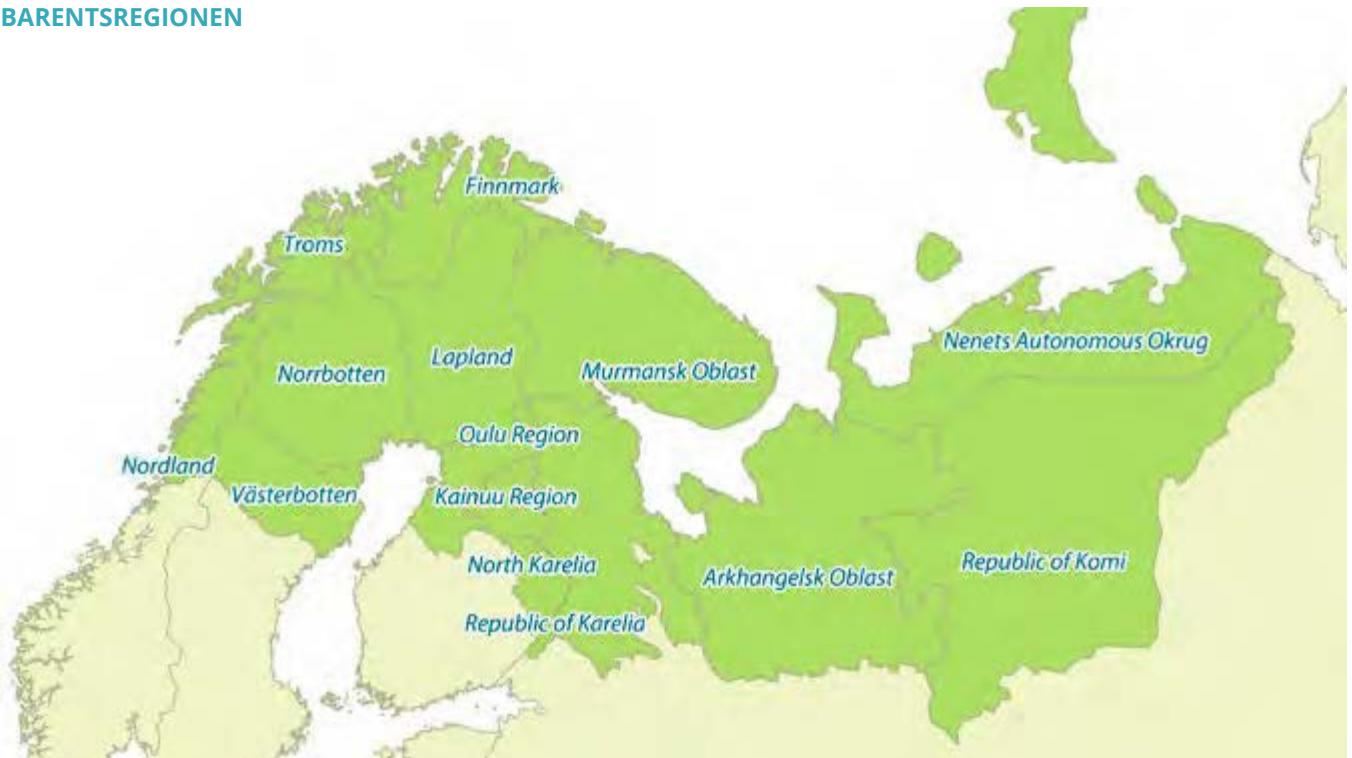 BARENTSREGIONEN
Finnmark
Troms
Nenets Autonomous Okrug
Lapland
Murmansk Oblast
Norrbotten
Oulu Region
Nordland
Västerbotten
Kainuu Region
North Karelia
Republic of Komi
Arkhangelsk Oblast
Republic of Karelia